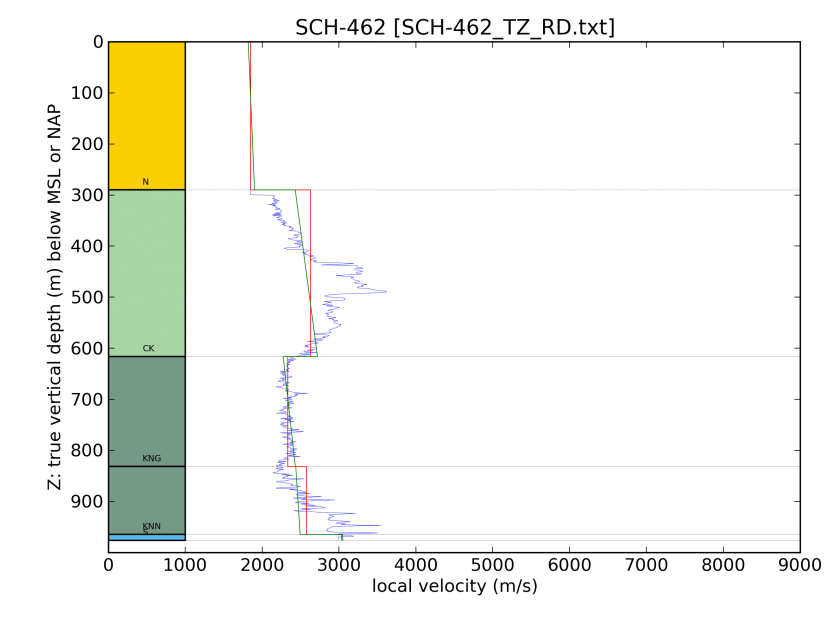 SCH-462 [SCH-462_TZ_RD.txt]
0
100
200
300
400
500
600
700
800
900
Z: true vertical depth (m) below MSL or NAP
N
CK
KNG
KNN
S
0
1000
2000
3000
4000
5000
6000
7000
8000
9000
local velocity (m/s)